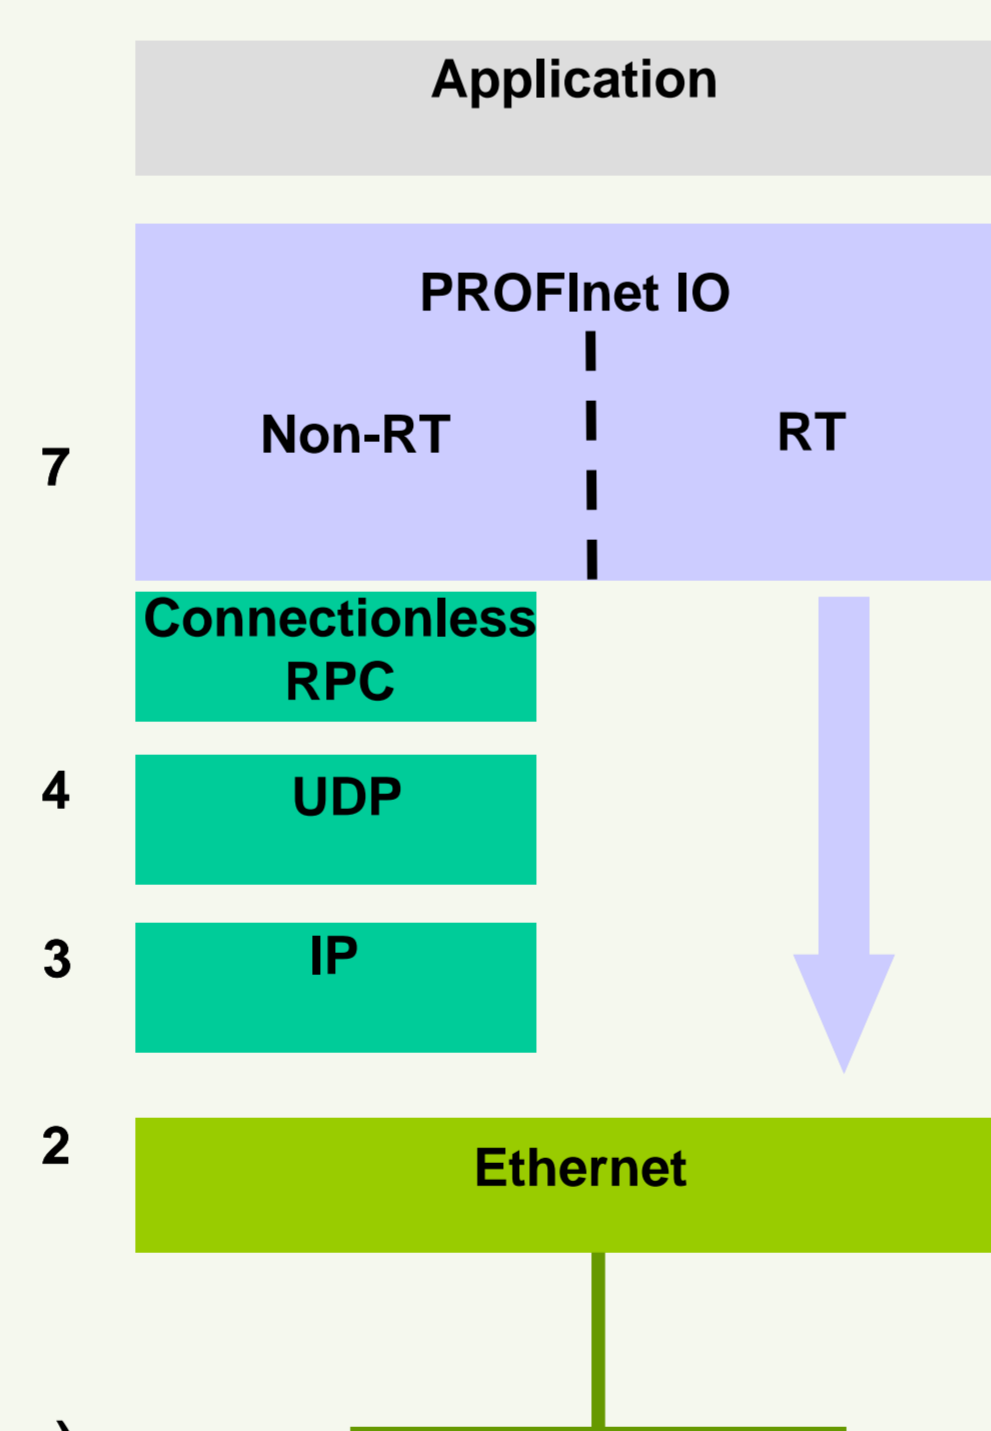 Application
PROFInet IO
Non-RT
RT
7
Connectionless
RPC
4
UDP
3
IP
2
Ethernet